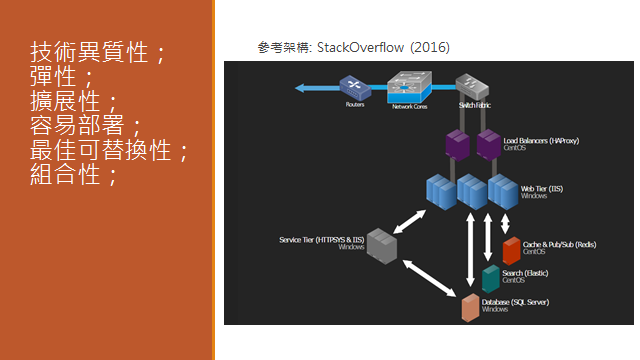 技術異質性；
彈性；
擴展性；
容易部署；
最佳可替換性；
組合性；
參考架構: StackOverflow (2016)
Routers
Network Cores
Switch Fabric
Load Balancers (HAProxy)
CentOS
Web Tier (IIS)
Windows
Service Tier (HTTPSYS & IIS)
Windows
Cache & Pub/Sub (Redis)
CentOS
Search (Elastic)
CentOS
Database (SQL Server)
Windows